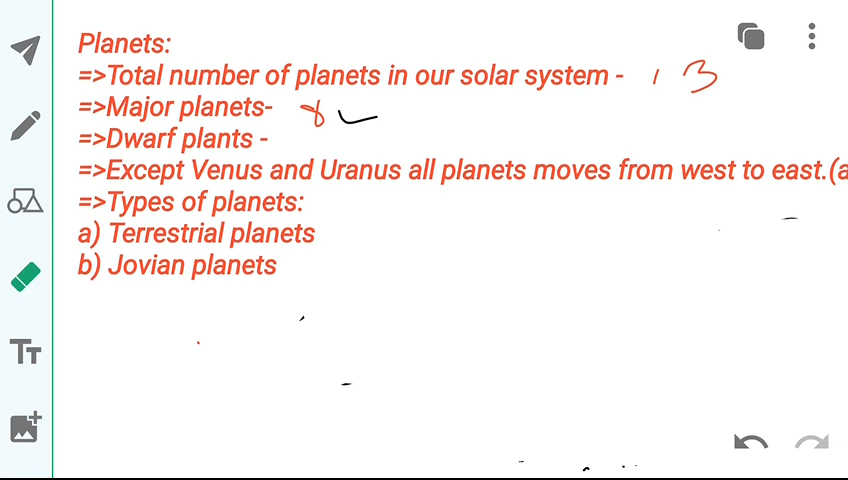 Planets:
=>Total number of planets in our solar system - 13
=>Major planets- 8
=>Dwarf plants -
=>Except Venus and Uranus all planets moves from west to east.(a
=>Types of planets:
a) Terrestrial planets
b) Jovian planets
TT